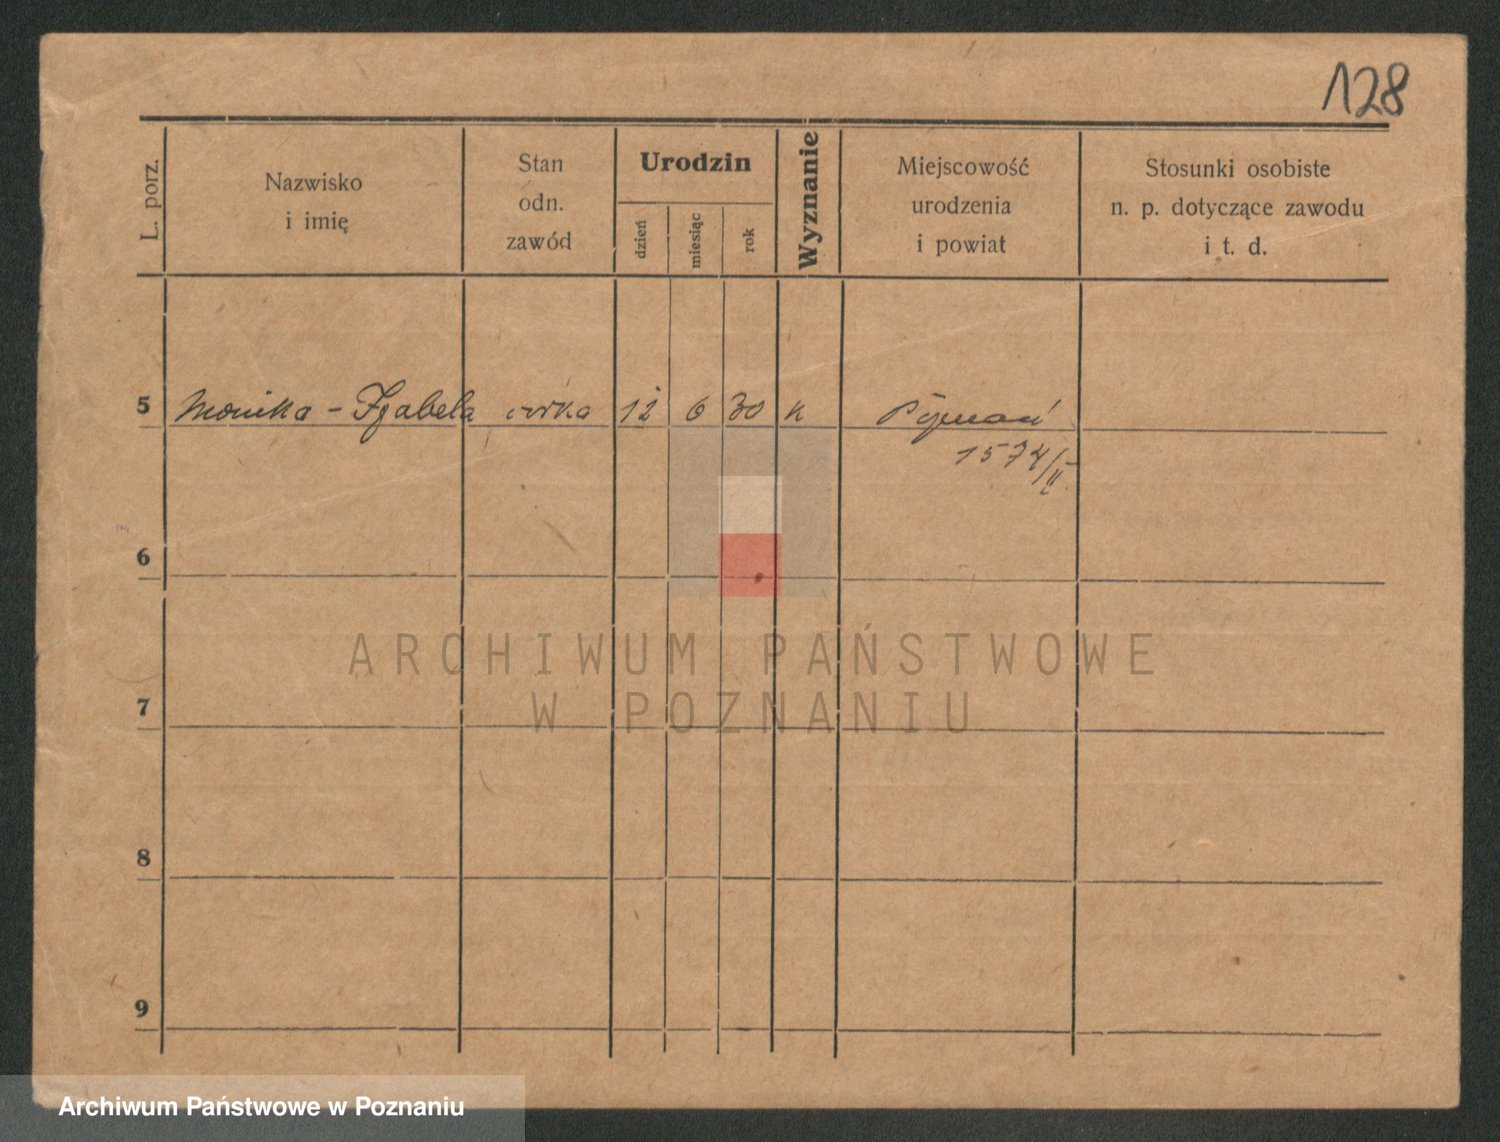 128
L. porz.
Nazwisko
i imię
Stan
odn.
zawód
Urodzin
dzień
miesiąc
rok
Wyznanie
Miejscowość
urodzenia
i powiat
Stosunki osobiste
n. p. dotyczące zawodu
i t. d.
5 Monika - Izabela córka 12 6 30 k Poznań
1574/II
6
ARCHIWUM PAŃSTWOWE
W POZNANIU
7
8
9
Archiwum Państwowe w Poznaniu